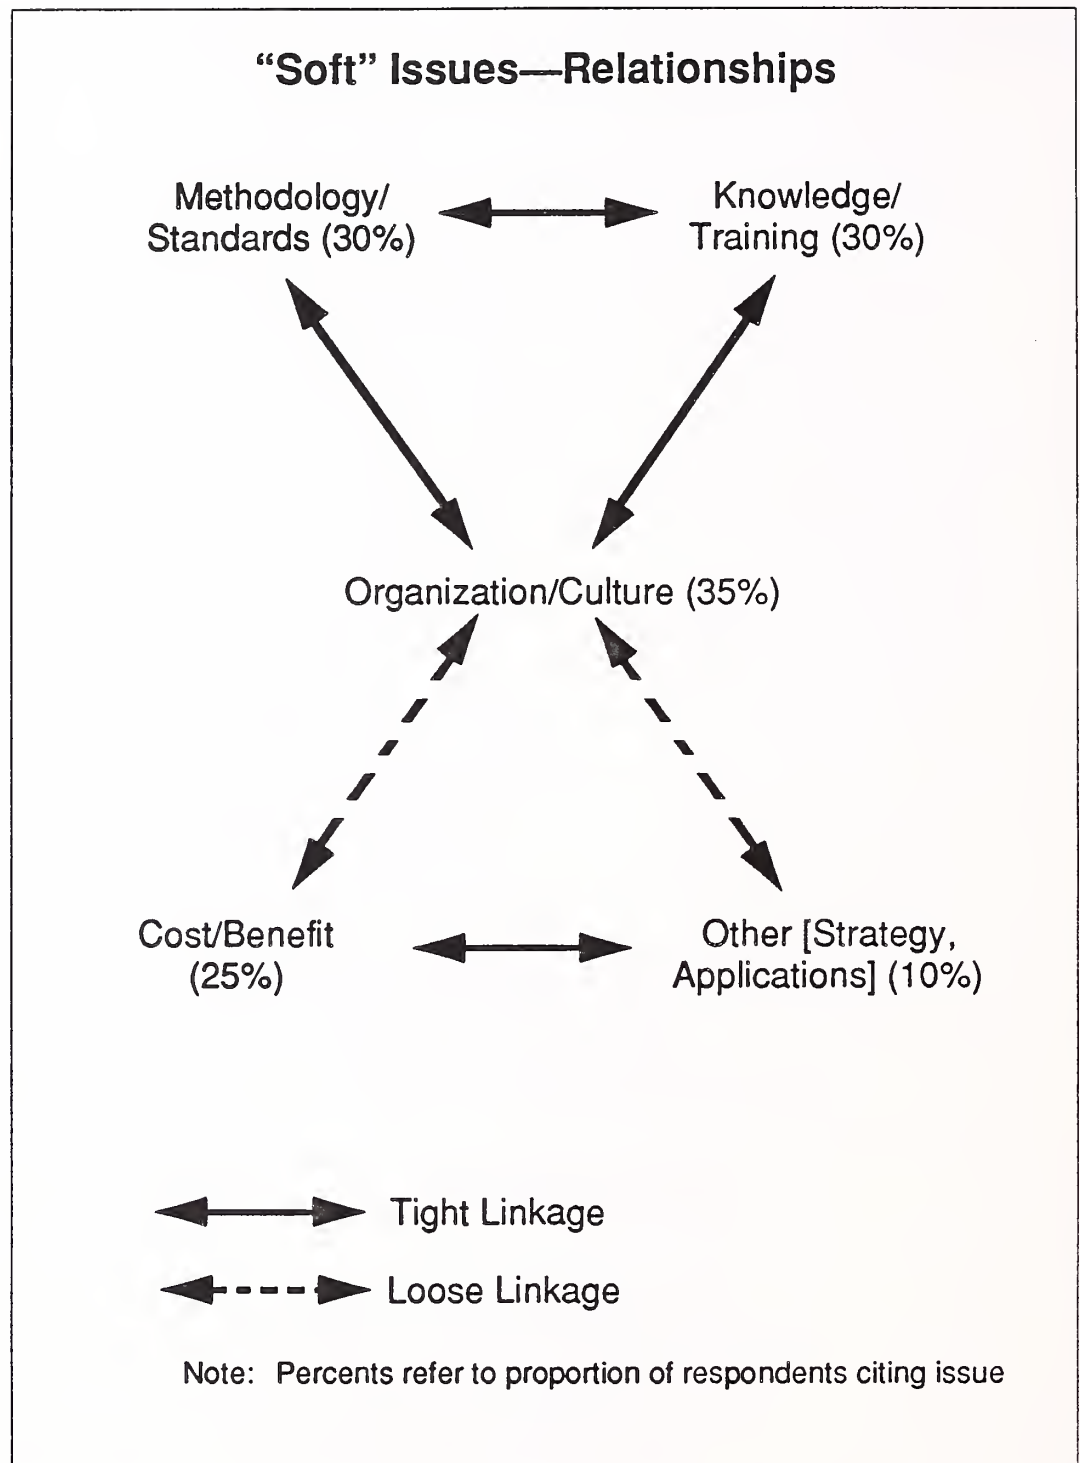 “Soft” Issues—Relationships
Methodology/
Standards (30%)
Knowledge/
Training (30%)
Organization/Culture (35%)
Cost/Benefit
(25%)
Other [Strategy,
Applications] (10%)
Tight Linkage
Loose Linkage
Note: Percents refer to proportion of respondents citing issue